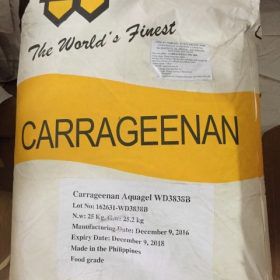 The World's Finest
CARRAGEENAN
Carrageenan Aquagel WD3838B
Lot No: 162631-WD3838B
N.w: 25 Kg, G.w: 25.2 kg
Manufacturing Date: December 9, 2016
Expiry Date: December 9, 2018
Made in the Philippines
Food grade